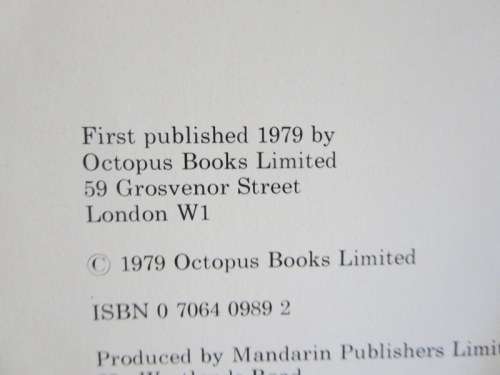 First published 1979 by
Octopus Books Limited
59 Grosvenor Street
London W1
© 1979 Octopus Books Limited
ISBN 0 7064 0989 2
Produced by Mandarin Publishers Limi